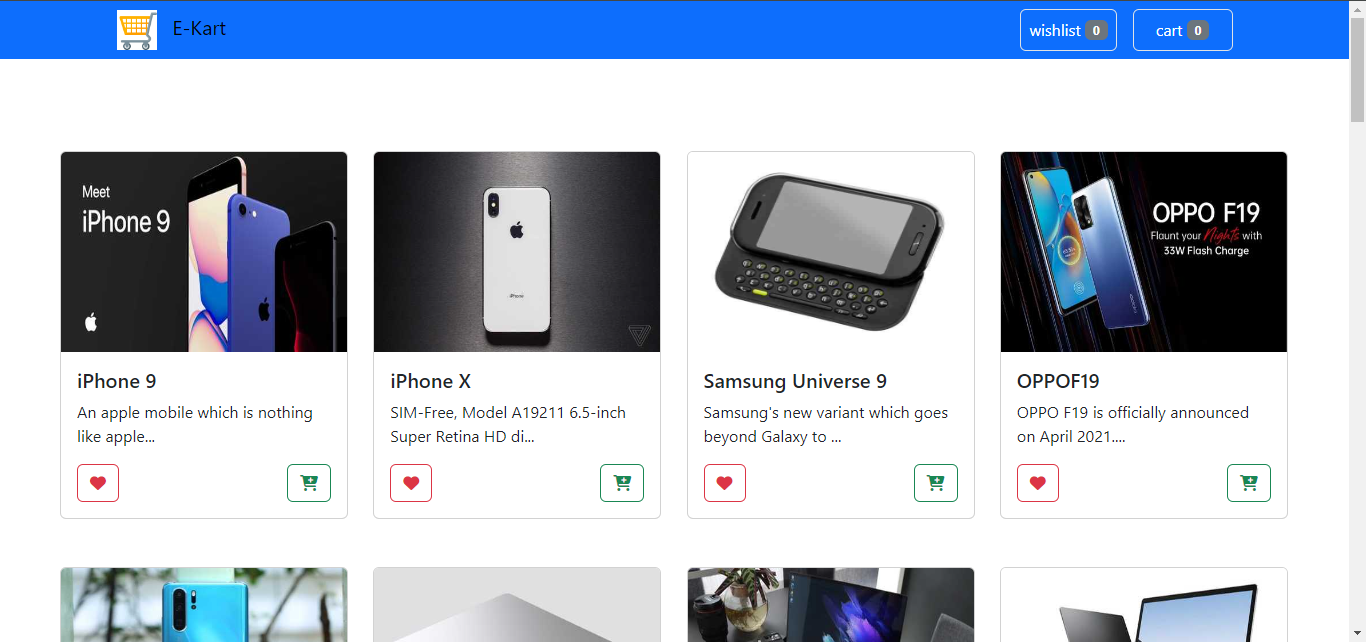 E-Kart
wishlist 0
cart 0
Meet
iPhone 9
iPhone
OPPO F19
Flaunt your Nights with
33W Flash Charge
iPhone 9
An apple mobile which is nothing
like apple...
iPhone X
SIM-Free, Model A19211 6.5-inch
Super Retina HD di...
Samsung Universe 9
Samsung's new variant which goes
beyond Galaxy to ...
OPPOF19
OPPO F19 is officially announced
on April 2021....